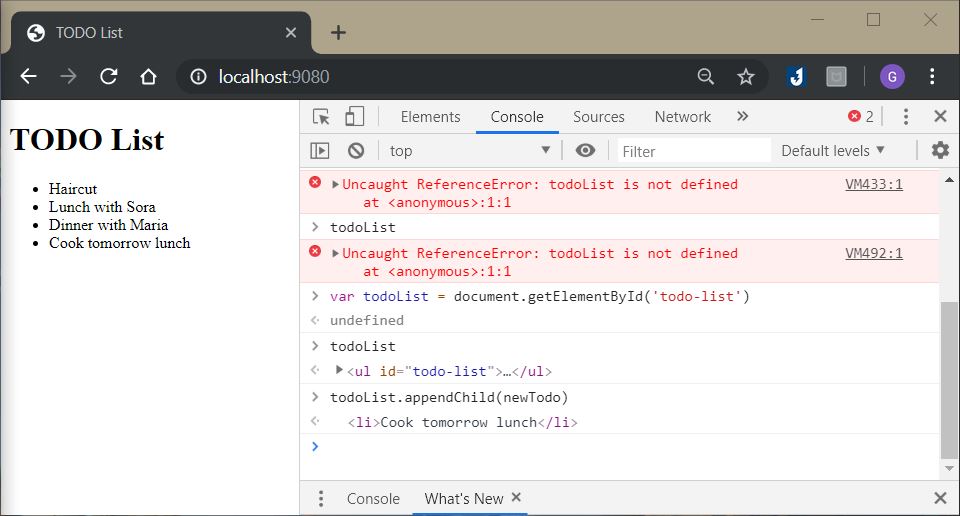 TODO List
localhost:9080
G
TODO List
Haircut
Lunch with Sora
Dinner with Maria
Cook tomorrow lunch
Elements Console Sources Network » 2
top Filter Default levels
Uncaught ReferenceError: todoList is not defined VM433:1
at <anonymous>:1:1
todoList
Uncaught ReferenceError: todoList is not defined VM492:1
at <anonymous>:1:1
var todoList = document.getElementById('todo-list')
undefined
todoList
<ul id="todo-list">…</ul>
todoList.appendChild(newTodo)
<li>Cook tomorrow lunch</li>
Console What's New